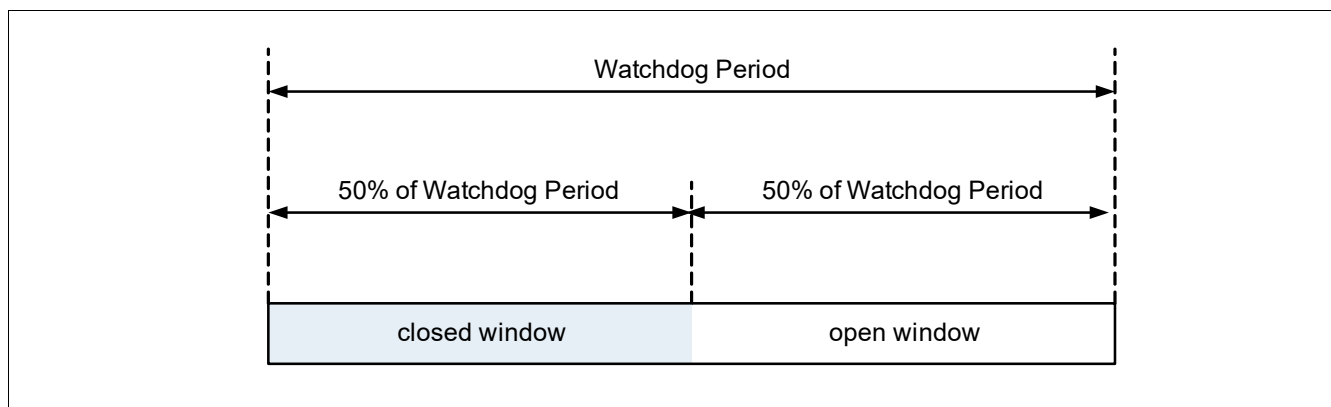 Watchdog Period
50% of Watchdog Period
50% of Watchdog Period
closed window
open window